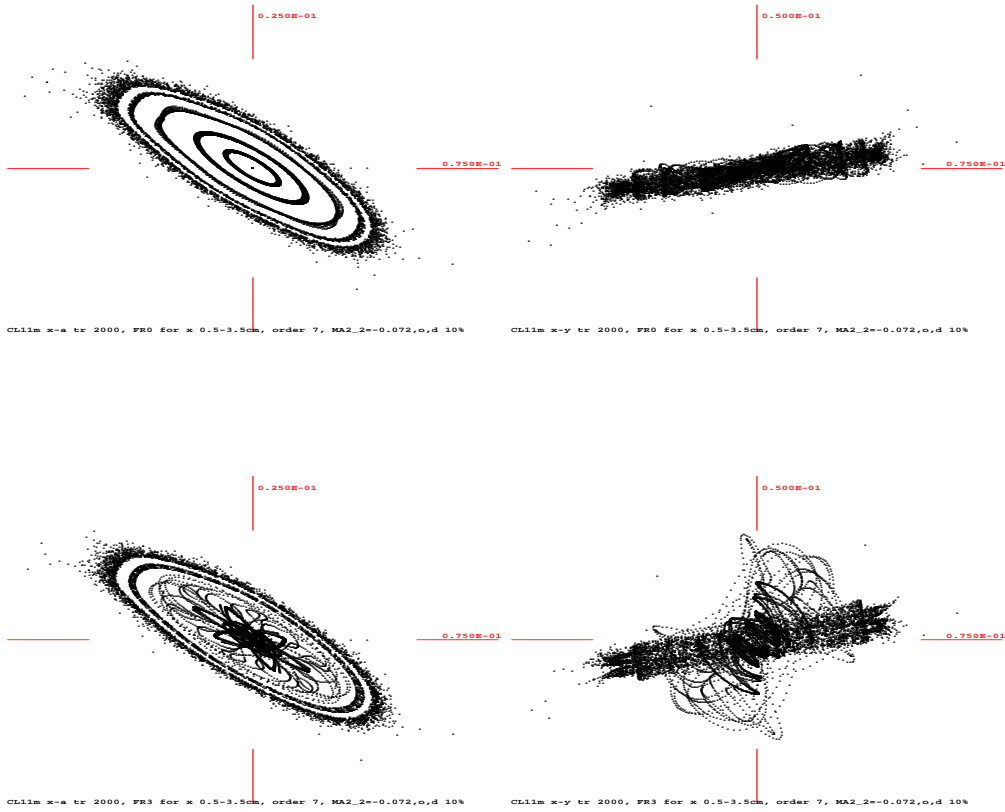 0.250E-01
0.500E-01
0.750E-01
0.750E-01
CL11m x-a tr 2000, FR0 for x 0.5-3.5cm, order 7, MA2_2=-0.072,o,d 10%
CL11m x-y tr 2000, FR0 for x 0.5-3.5cm, order 7, MA2_2=-0.072,o,d 10%
0.250E-01
0.500E-01
0.750E-01
0.750E-01
CL11m x-a tr 2000, FR3 for x 0.5-3.5cm, order 7, MA2_2=-0.072,o,d 10%
CL11m x-y tr 2000, FR3 for x 0.5-3.5cm, order 7, MA2_2=-0.072,o,d 10%